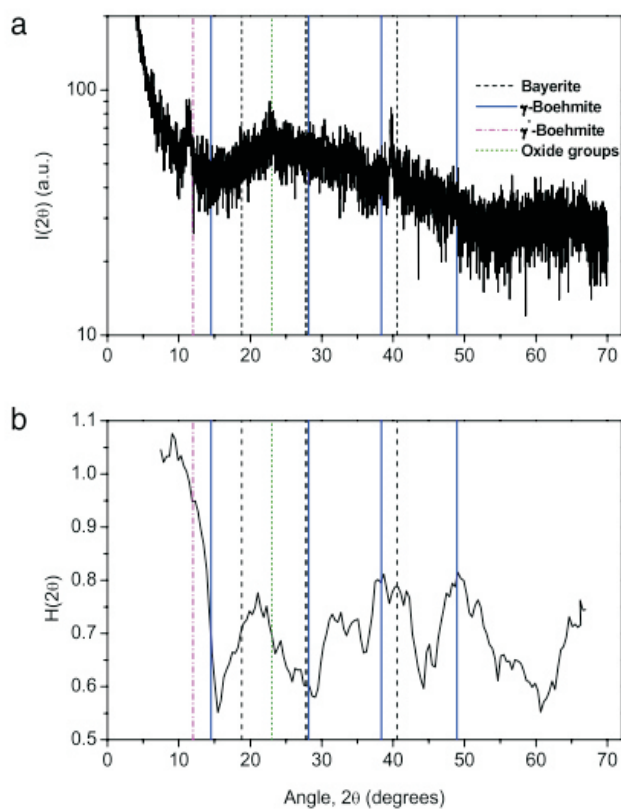 a
100
10
I(2θ) (a.u.)
Bayerite
γ-Boehmite
γ*-Boehmite
Oxide groups
0 10 20 30 40 50 60 70
b
1.1
1.0
0.9
0.8
0.7
0.6
0.5
H(2θ)
0 10 20 30 40 50 60 70
Angle, 2θ (degrees)